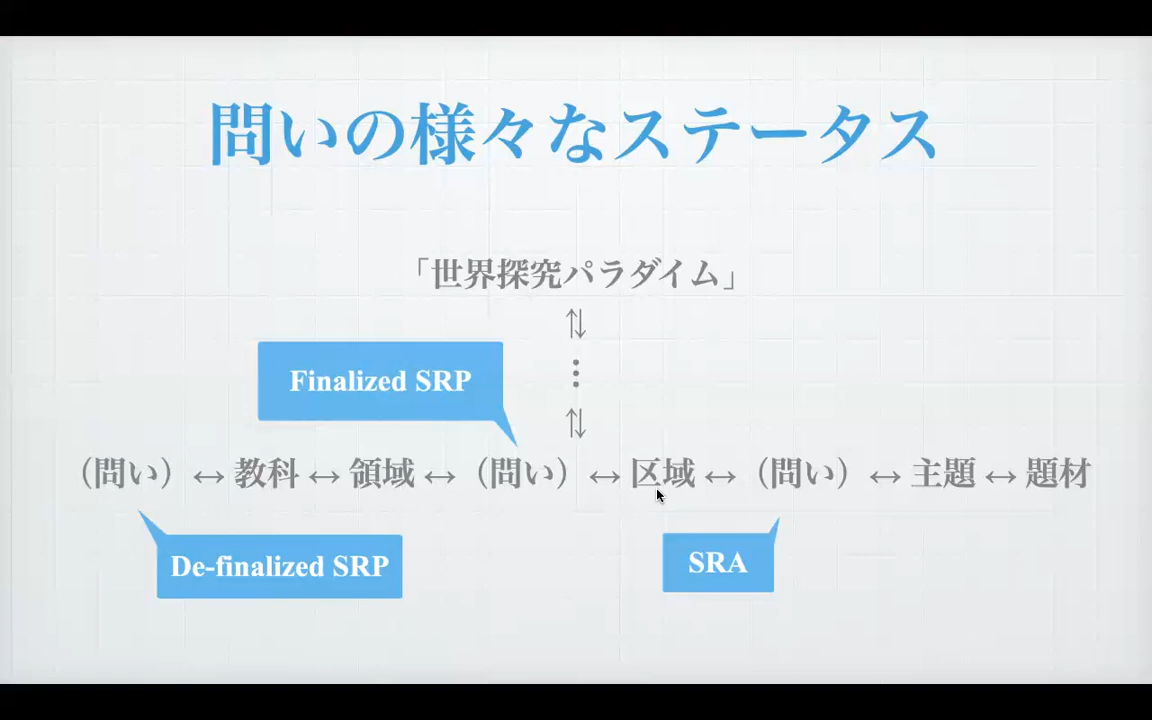 問いの様々なステータス
「世界探究パラダイム」
⇅
⋮
Finalized SRP
⇅
（問い）↔ 教科 ↔ 領域 ↔（問い）↔ 区域 ↔（問い）↔ 主題 ↔ 題材
De-finalized SRP
SRA